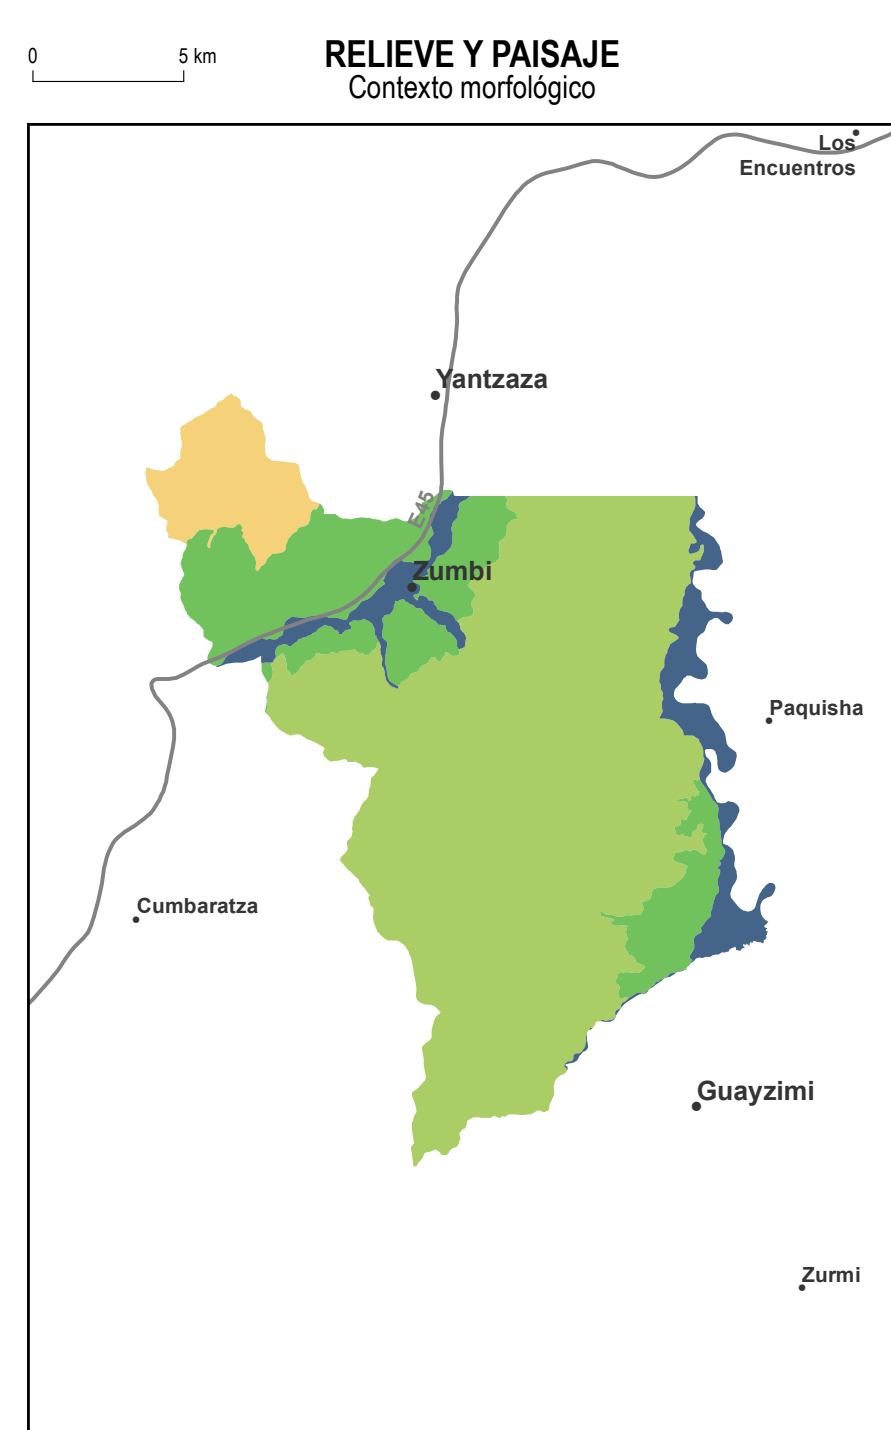 0 5 km
RELIEVE Y PAISAJE
Contexto morfológico
Los
Encuentros
Yantzaza
E45
Zumbi
Paquisha
Cumbaratza
Guayzimi
Zurmi